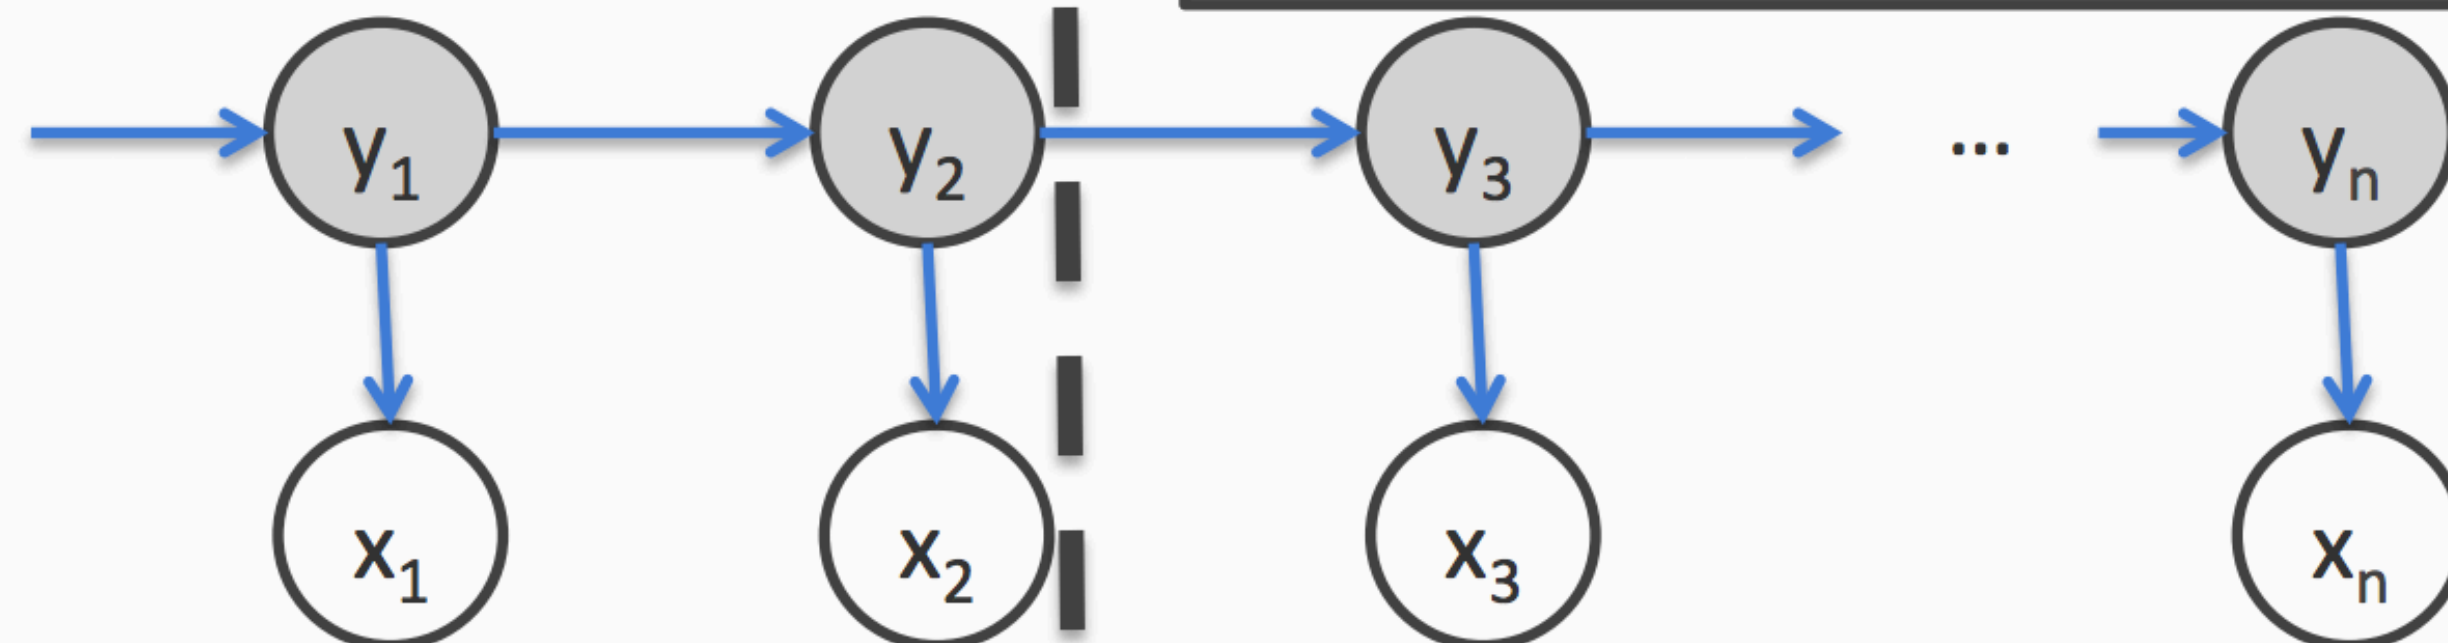 y₁ y₂ y₃ ... yₙ
x₁ x₂ x₃ xₙ